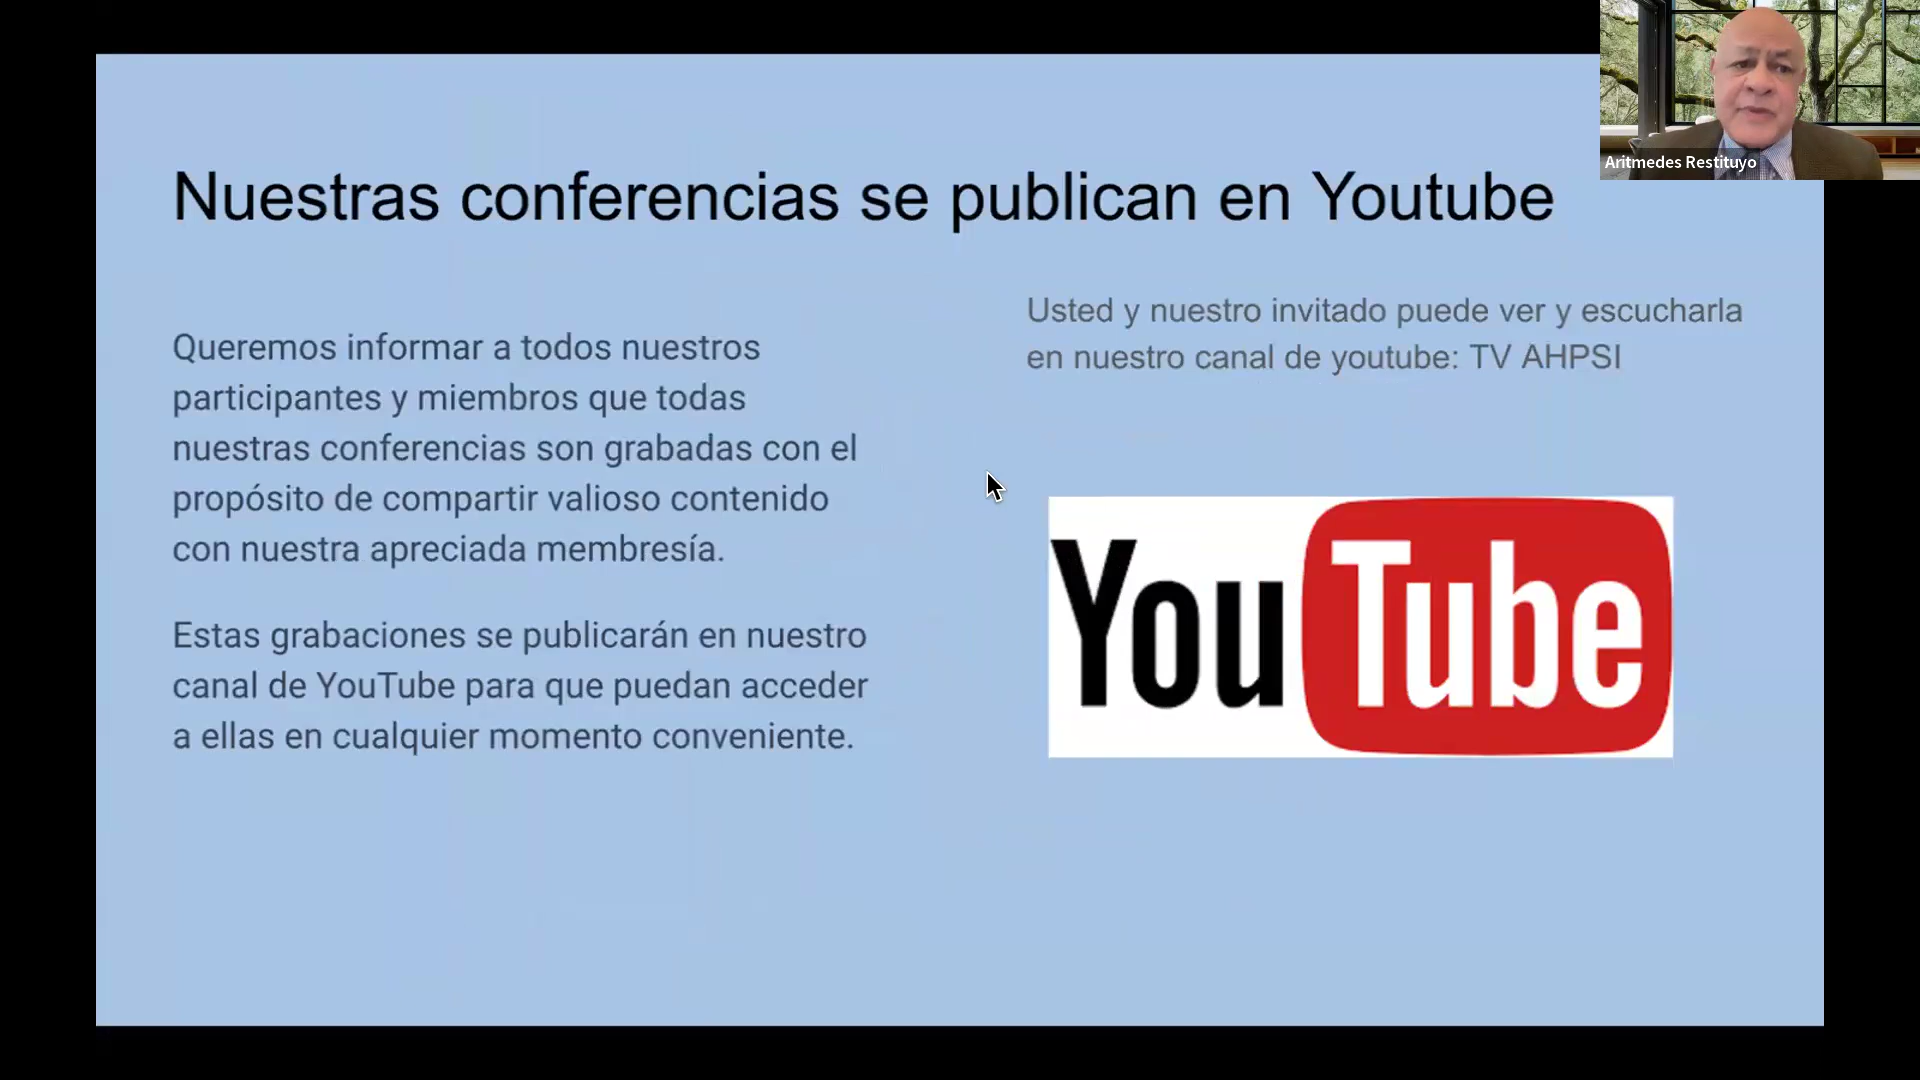 Aritmedes Restituyo
Nuestras conferencias se publican en Youtube
Queremos informar a todos nuestros
participantes y miembros que todas
nuestras conferencias son grabadas con el
propósito de compartir valioso contenido
con nuestra apreciada membresía.
Estas grabaciones se publicarán en nuestro
canal de YouTube para que puedan acceder
a ellas en cualquier momento conveniente.
Usted y nuestro invitado puede ver y escucharla
en nuestro canal de youtube: TV AHPSI
YouTube